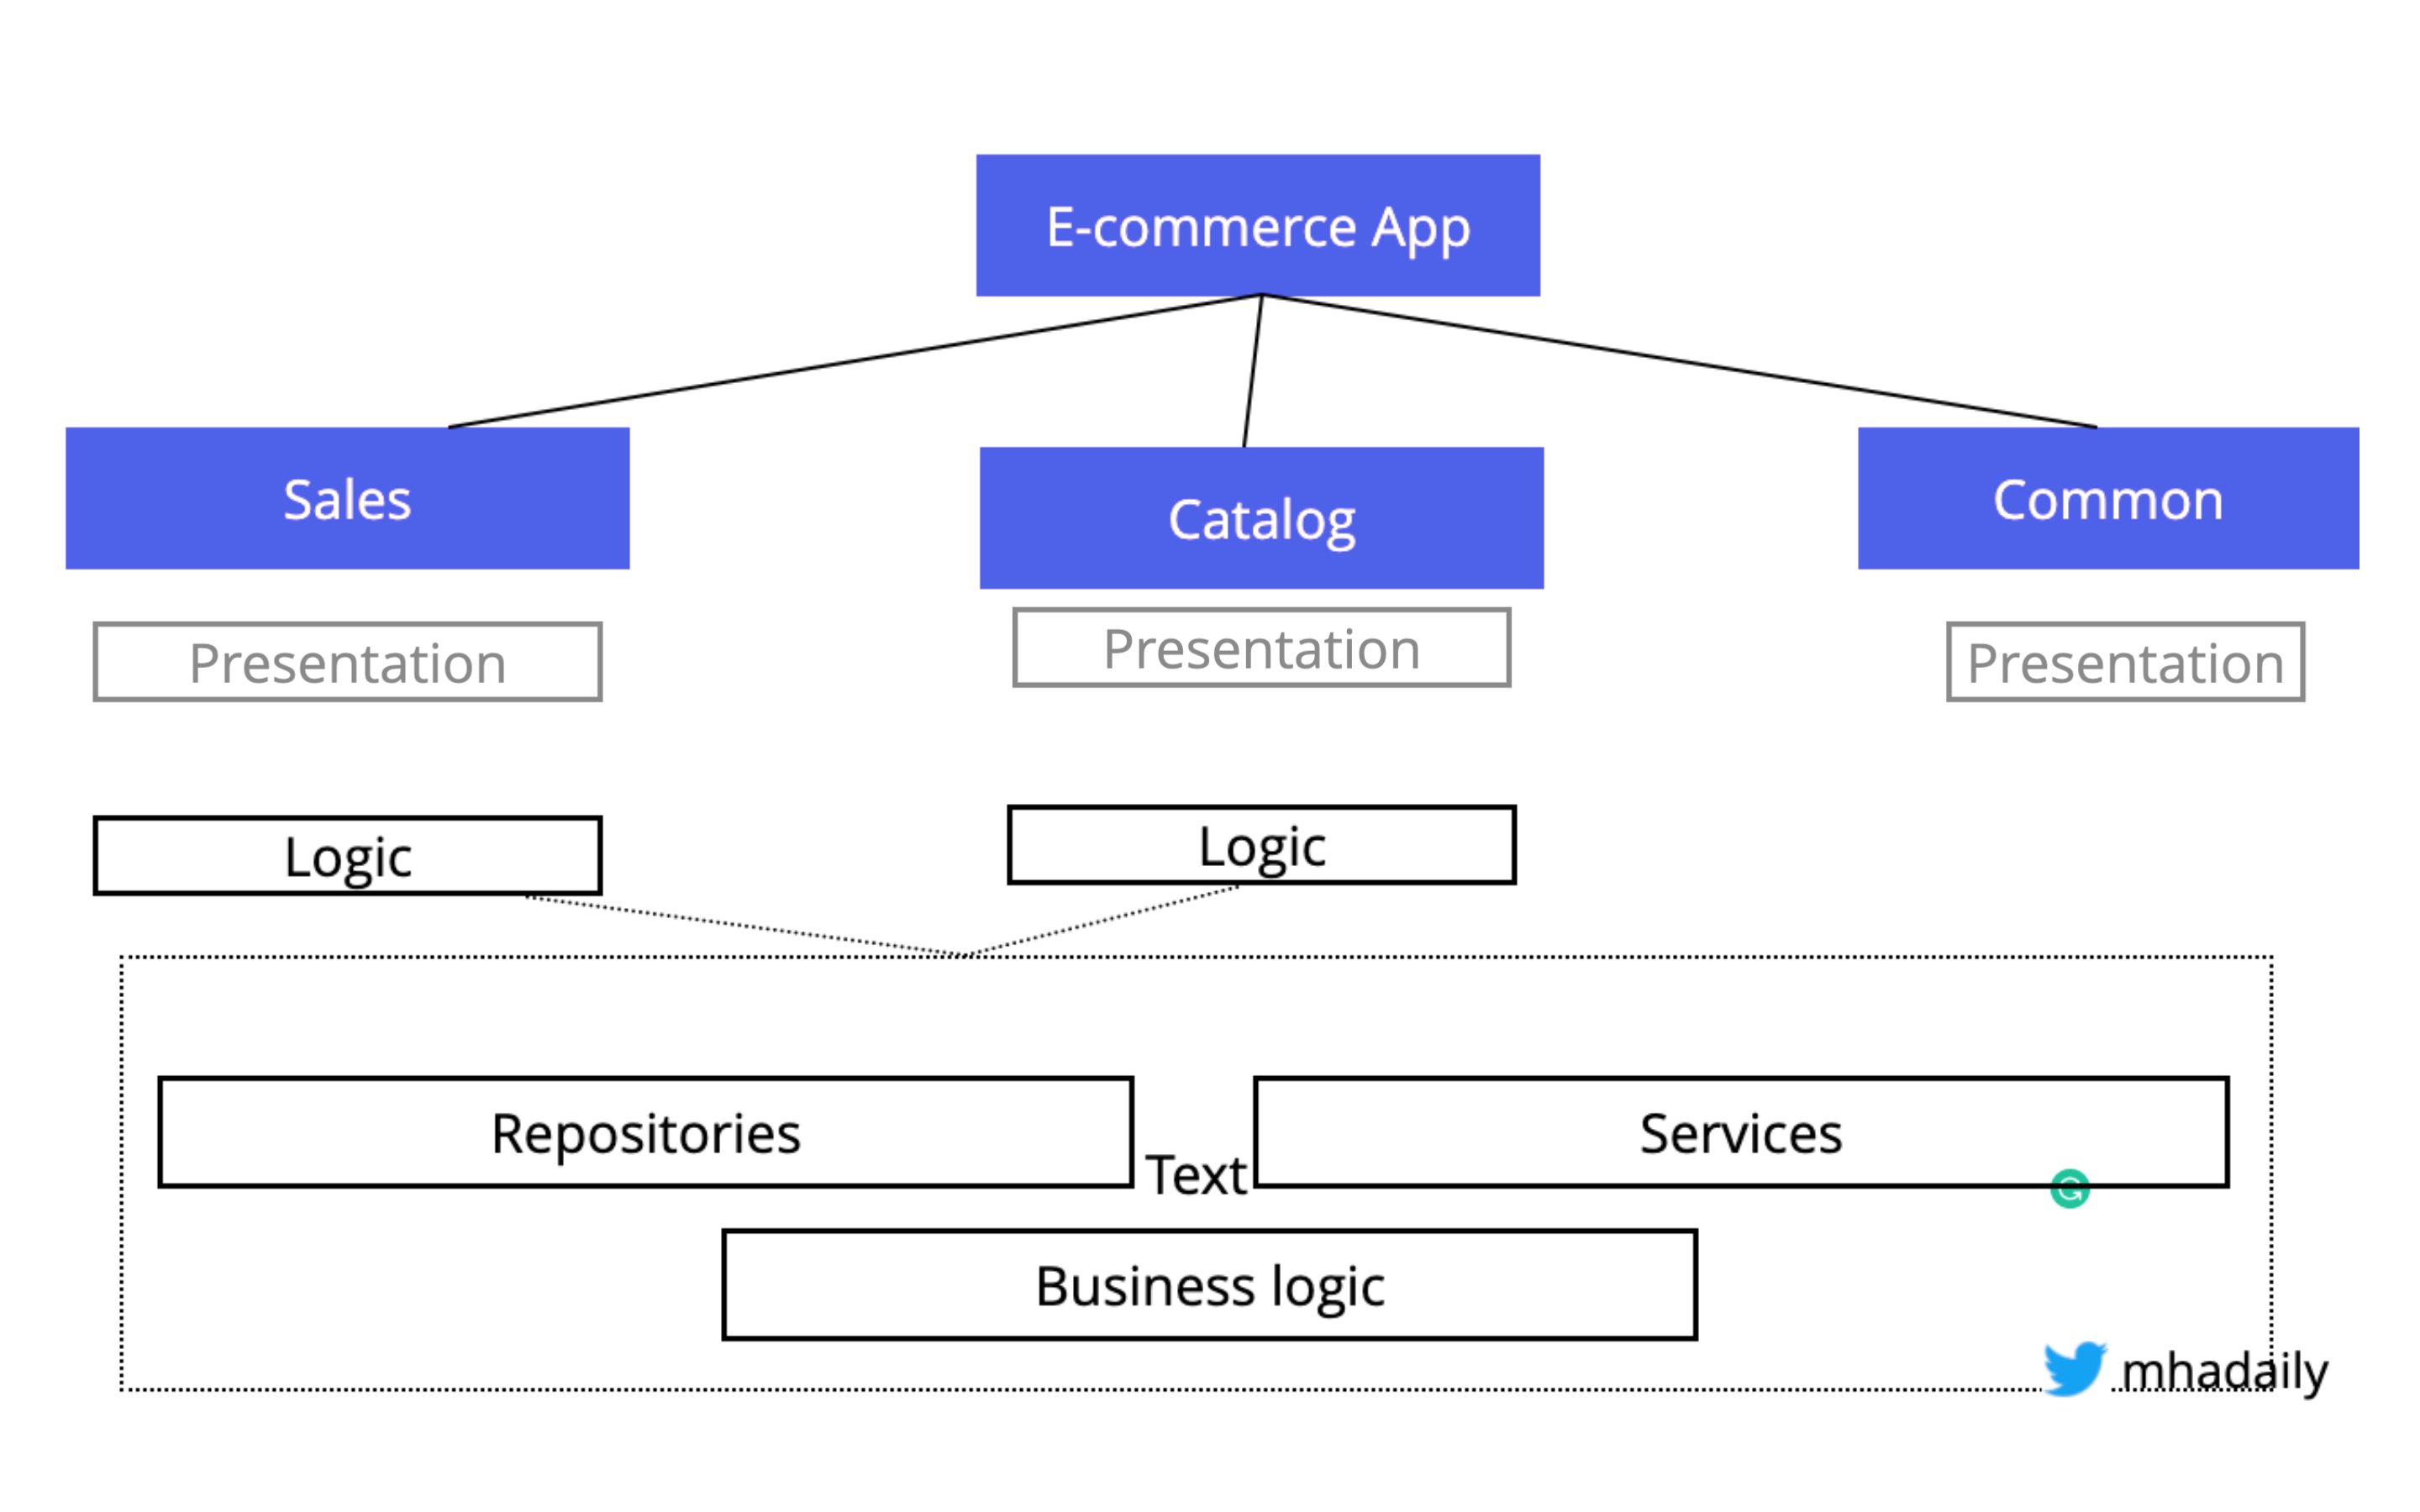 E-commerce App
Sales
Catalog
Common
Presentation
Presentation
Presentation
Logic
Logic
Repositories
Services
Text
Business logic
mhadaily